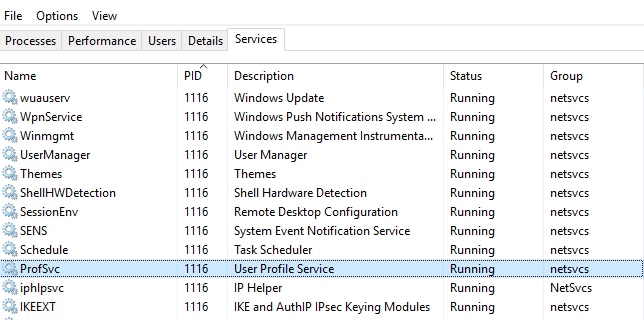 File Options View
Processes Performance Users Details Services
Name PID Description Status Group
wuauserv 1116 Windows Update Running netsvcs
WpnService 1116 Windows Push Notifications System ... Running netsvcs
Winmgmt 1116 Windows Management Instrumenta... Running netsvcs
UserManager 1116 User Manager Running netsvcs
Themes 1116 Themes Running netsvcs
ShellHWDetection 1116 Shell Hardware Detection Running netsvcs
SessionEnv 1116 Remote Desktop Configuration Running netsvcs
SENS 1116 System Event Notification Service Running netsvcs
Schedule 1116 Task Scheduler Running netsvcs
ProfSvc 1116 User Profile Service Running netsvcs
iphlpsvc 1116 IP Helper Running NetSvcs
IKEEXT 1116 IKE and AuthIP IPsec Keying Modules Running netsvcs